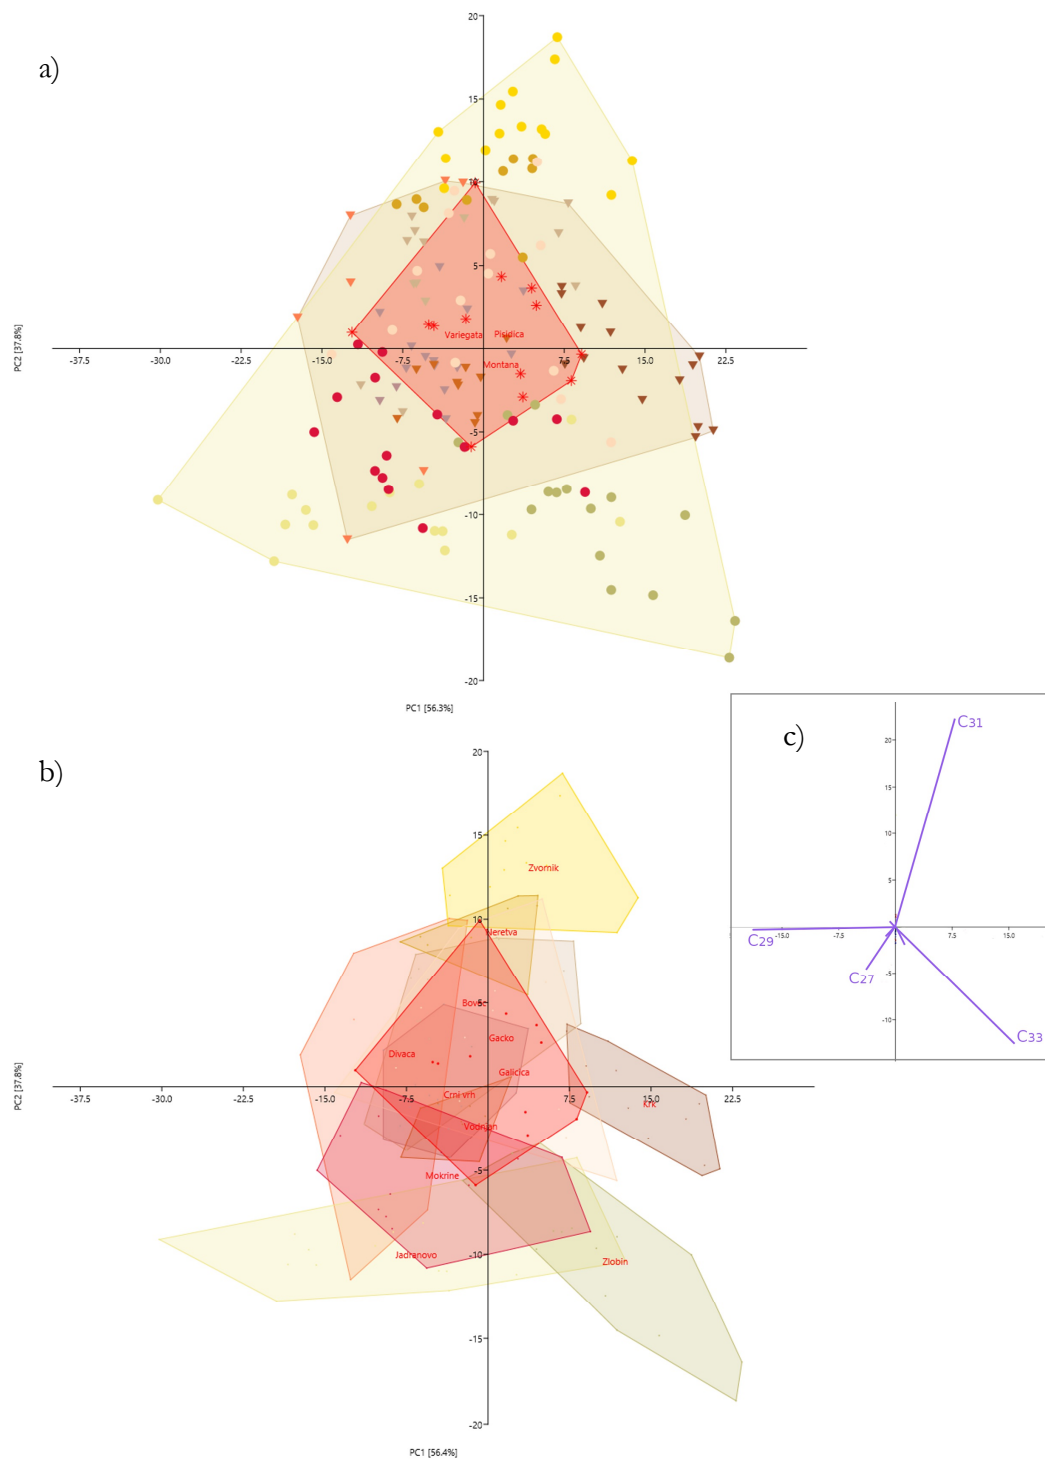 a)
20
15
10
5
Variegata Pisidica
-37.5 -30.0 -22.5 -15.0 -7.5 7.5 15.0 22.5
Montana
-5
-10
-15
-20
PC2 [37.8%]
PC1 [56.3%]
c)
C31
20
15
10
5
-15.0 -7.5 7.5 15.0
C29
C27
-5
-10
C33
b)
20
15
Zvornik
10
Neretva
5
Bovec
Gacko
Divaca
Galicica
-37.5 -30.0 -22.5 -15.0 -7.5 7.5 15.0 22.5
Crni vrh
Krk
Vodnjan
-5
Mokrine
-10
Jadranovo
Zlobin
-15
-20
PC2 [37.8%]
PC1 [56.4%]